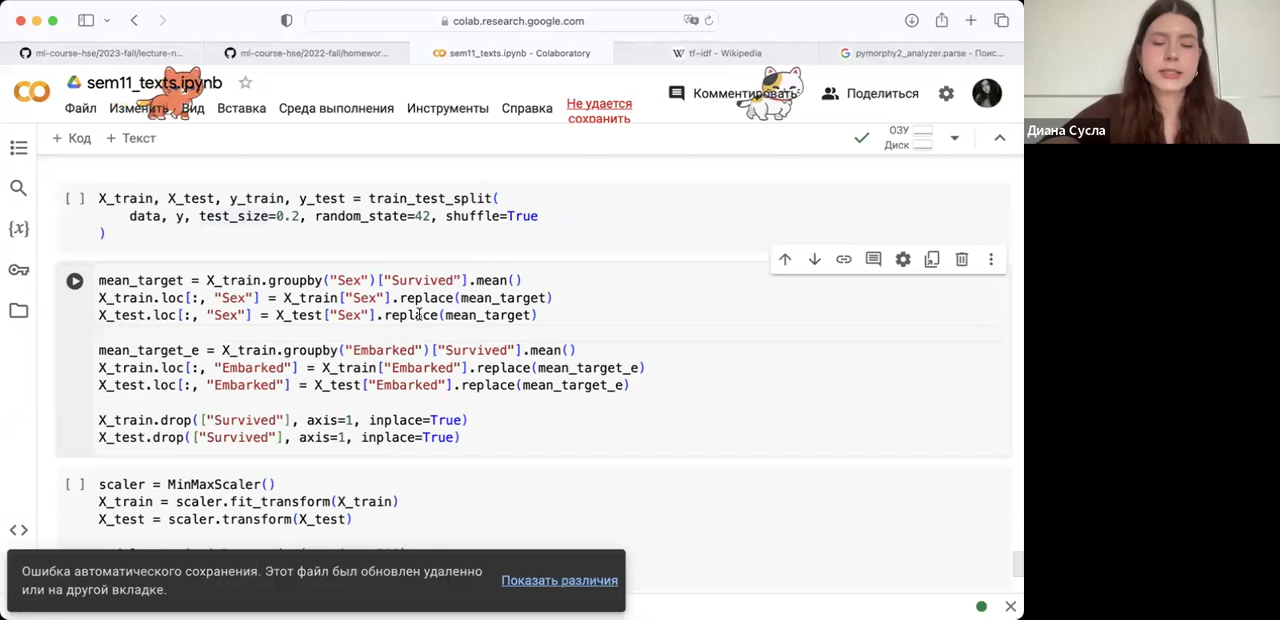 colab.research.google.com
ml-course-hse/2023-fall/lecture-n...
ml-course-hse/2022-fall/homewor...
sem11_texts.ipynb - Colaboratory
tf-idf - Wikipedia
pymorphy2_analyzer.parse - Поис...
sem11_texts.ipynb
Файл Изменить Вид Вставка Среда выполнения Инструменты Справка Не удается сохранить
Комментировать
Поделиться
+ Код + Текст
ОЗУ
Диск
[ ] X_train, X_test, y_train, y_test = train_test_split(
data, y, test_size=0.2, random_state=42, shuffle=True
)
mean_target = X_train.groupby("Sex")["Survived"].mean()
X_train.loc[:, "Sex"] = X_train["Sex"].replace(mean_target)
X_test.loc[:, "Sex"] = X_test["Sex"].replace(mean_target)
mean_target_e = X_train.groupby("Embarked")["Survived"].mean()
X_train.loc[:, "Embarked"] = X_train["Embarked"].replace(mean_target_e)
X_test.loc[:, "Embarked"] = X_test["Embarked"].replace(mean_target_e)
X_train.drop(["Survived"], axis=1, inplace=True)
X_test.drop(["Survived"], axis=1, inplace=True)
[ ] scaler = MinMaxScaler()
X_train = scaler.fit_transform(X_train)
X_test = scaler.transform(X_test)
Ошибка автоматического сохранения. Этот файл был обновлен удаленно
или на другой вкладке.
Показать различия
Диана Сусла